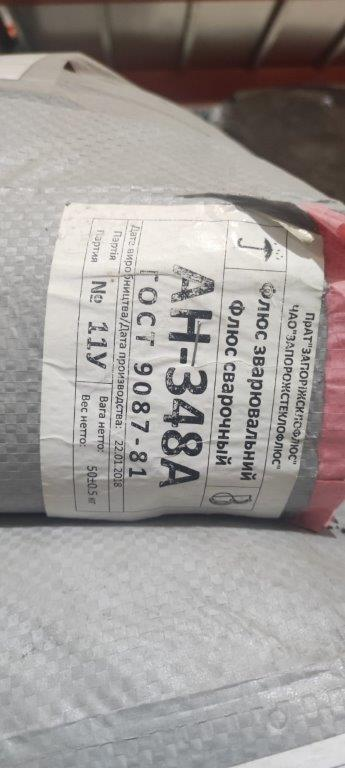 ПрАТ "ЗАПОРІЖСКЛОФЛЮС"
ЧАО "ЗАПОРОЖСТЕКЛОФЛЮС"
Флюс зварювальний
Флюс сварочный
АН-348А
ГОСТ 9087-81
Дата виробництва/Дата производства: 22.01.2018
Партія
Партия
№ 11У
Вага нетто:
Вес нетто:
50±0.5 кг